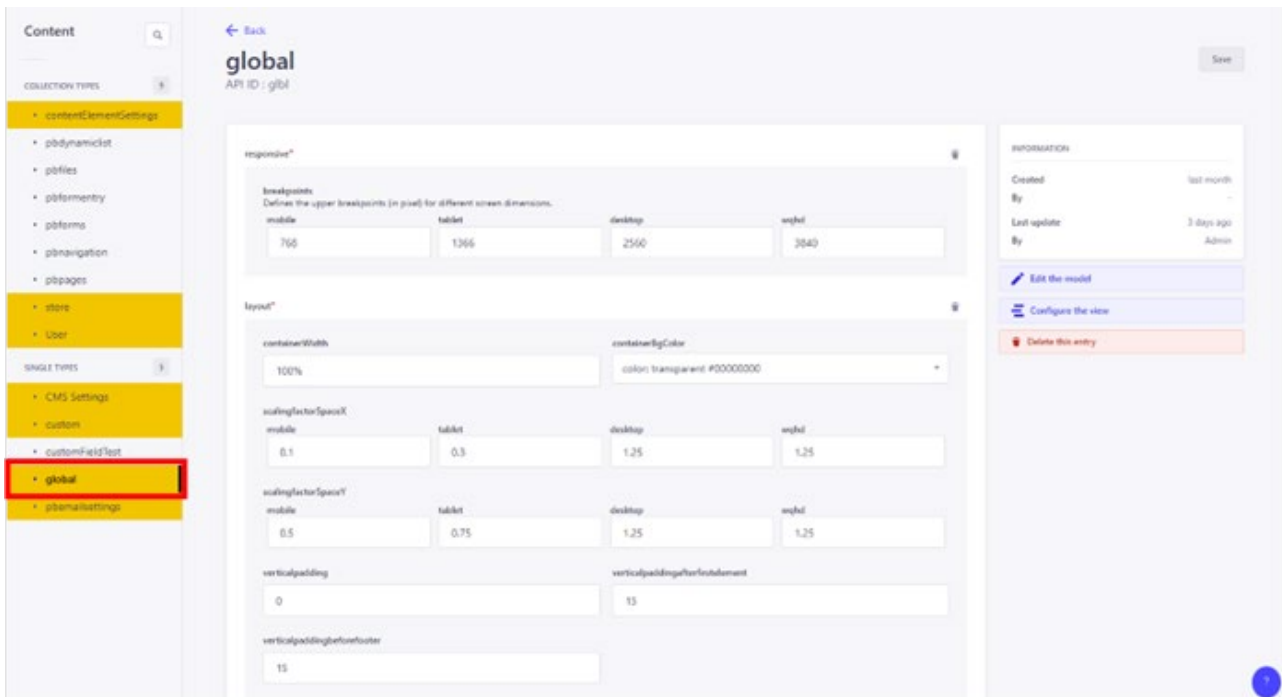 Content
COLLECTION TYPES
contentElementSettings
pbdynamiclist
pbfiles
pbformentry
pbforms
pbnavigation
pbpages
store
User
SINGLE TYPES
CMS Settings
custom
customFieldTest
global
pbemailsettings
← Back
global
API ID : glbl
Save
responsive*
breakpoints
Defines the upper breakpoints (in pixel) for different screen dimensions.
mobile tablet desktop wqhd
768 1366 2560 3840
layout*
containerWidth containerBgColor
100% color: transparent #00000000
scalingfactorSpaceX
mobile tablet desktop wqhd
0.1 0.3 1.25 1.25
scalingfactorSpaceY
mobile tablet desktop wqhd
0.5 0.75 1.25 1.25
verticalpadding verticalpaddingafterfirstelement
0 15
verticalpaddingbeforefooter
15
INFORMATION
Created last month
By -
Last update 3 days ago
By Admin
Edit the model
Configure the view
Delete this entry
?